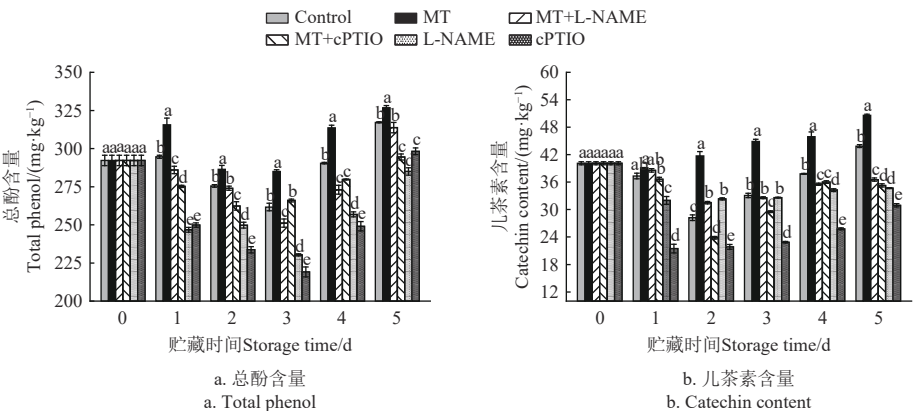 Control MT MT+L-NAME
MT+cPTIO L-NAME cPTIO
总酚含量
Total phenol/(mg·kg⁻¹)
350
325
300
275
250
225
200
aaaaaa
b a c d e e
b a b c d e
c a d b d e
b a c c d e
b a b c d c
0 1 2 3 4 5
贮藏时间Storage time/d
a. 总酚含量
a. Total phenol
儿茶素含量
Catechin content/(mg·kg⁻¹)
60
54
48
42
36
30
24
18
12
aaaaaa
b a ab b c d
c a b d b e
b a b c b d
b a c c d e
b a c d d e
0 1 2 3 4 5
贮藏时间Storage time/d
b. 儿茶素含量
b. Catechin content